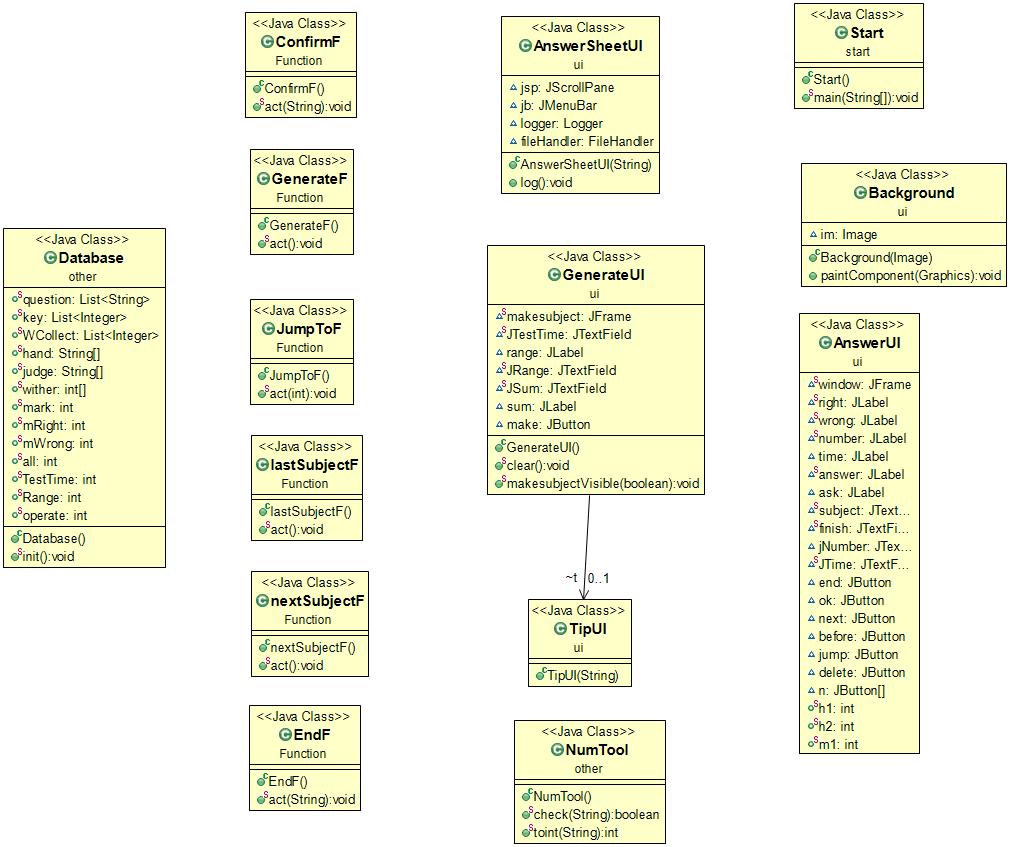 <<Java Class>>
ConfirmF
Function
ConfirmF()
act(String):void
<<Java Class>>
GenerateF
Function
GenerateF()
act():void
<<Java Class>>
Database
other
question: List<String>
key: List<Integer>
WCollect: List<Integer>
hand: String[]
judge: String[]
wither: int[]
mark: int
mRight: int
mWrong: int
all: int
TestTime: int
Range: int
operate: int
Database()
init():void
<<Java Class>>
JumpToF
Function
JumpToF()
act(int):void
<<Java Class>>
lastSubjectF
Function
lastSubjectF()
act():void
<<Java Class>>
nextSubjectF
Function
nextSubjectF()
act():void
<<Java Class>>
EndF
Function
EndF()
act(String):void
<<Java Class>>
AnswerSheetUI
ui
jsp: JScrollPane
jb: JMenuBar
logger: Logger
fileHandler: FileHandler
AnswerSheetUI(String)
log():void
<<Java Class>>
GenerateUI
ui
makesubject: JFrame
JTestTime: JTextField
range: JLabel
JRange: JTextField
JSum: JTextField
sum: JLabel
make: JButton
GenerateUI()
clear():void
makesubjectVisible(boolean):void
~t 0..1
<<Java Class>>
TipUI
ui
TipUI(String)
<<Java Class>>
NumTool
other
NumTool()
check(String):boolean
toint(String):int
<<Java Class>>
Start
start
Start()
main(String[]):void
<<Java Class>>
Background
ui
im: Image
Background(Image)
paintComponent(Graphics):void
<<Java Class>>
AnswerUI
ui
window: JFrame
right: JLabel
wrong: JLabel
number: JLabel
time: JLabel
answer: JLabel
ask: JLabel
subject: JText...
finish: JTextFi...
jNumber: JTex...
JTime: JTextF...
end: JButton
ok: JButton
next: JButton
before: JButton
jump: JButton
delete: JButton
n: JButton[]
h1: int
h2: int
m1: int